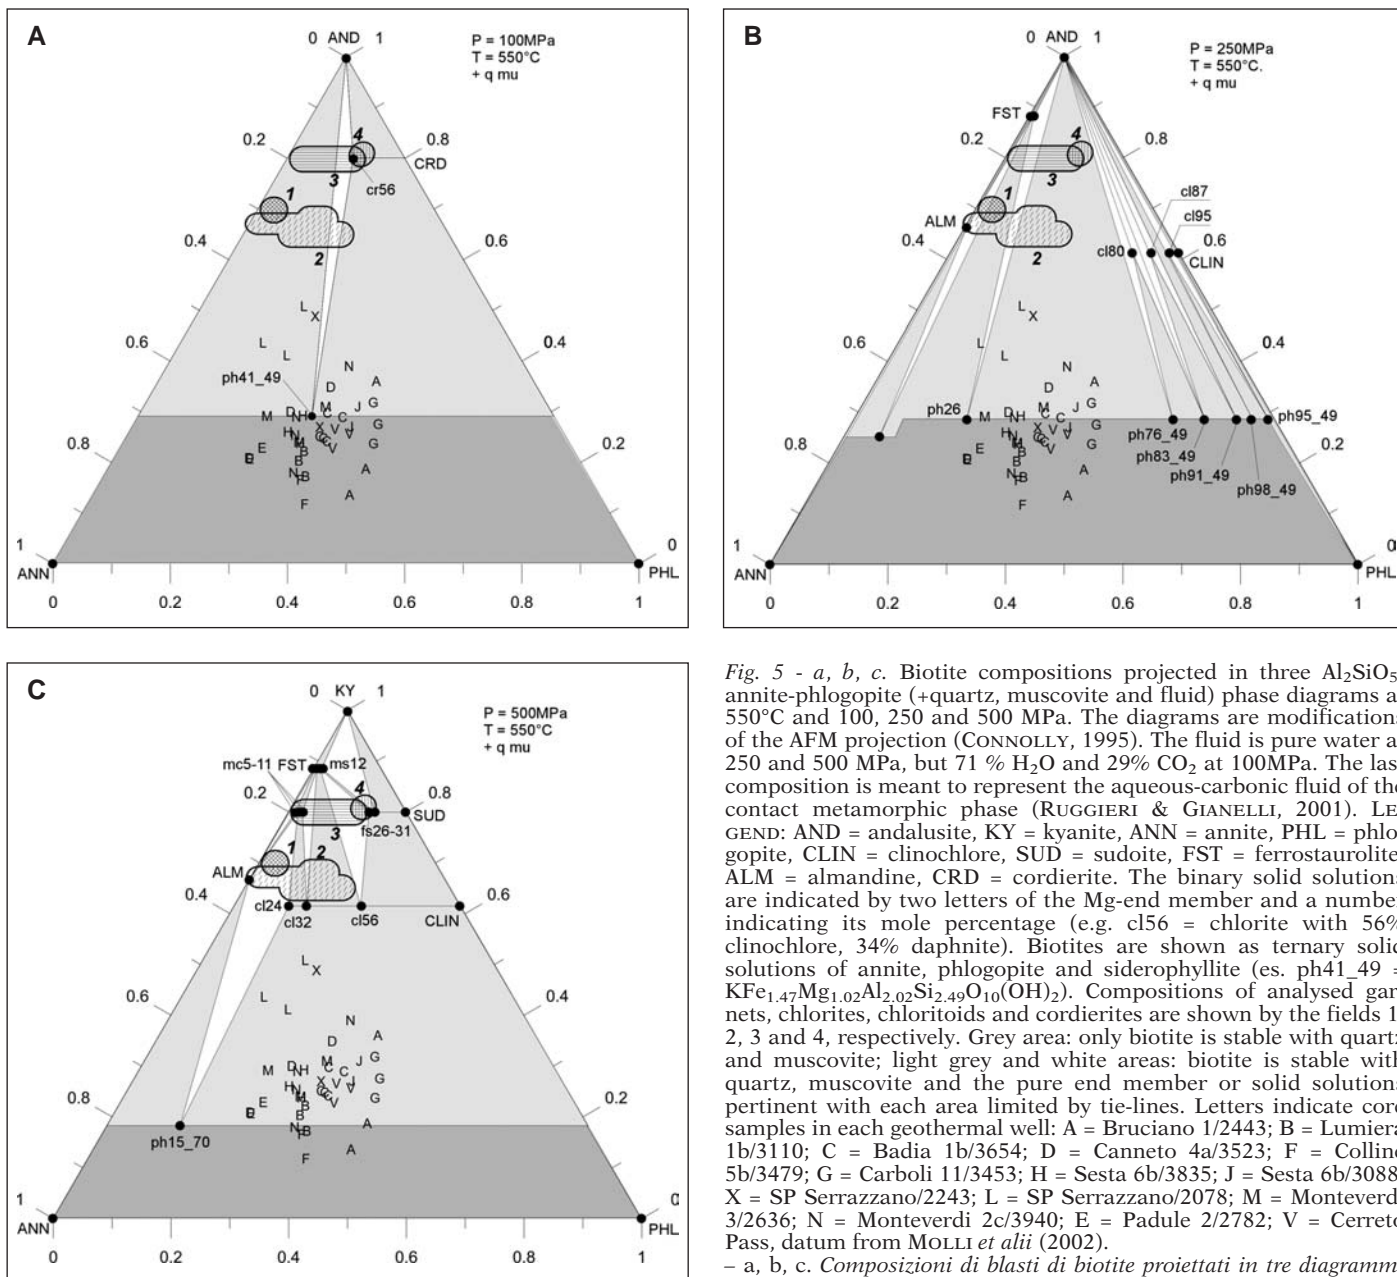 A
0 AND 1
P = 100MPa
T = 550°C
+ q mu
0.2
4
0.8
CRD
3
cr56
1
0.4
2
0.6
L
X
L
L
0.6
0.4
N
ph41_49
D
A
M
D
N
H
M
C
C
J
G
G
H
N
M
X
C
C
C
V
J
V
G
0.8
E
E
B
V
0.2
B
A
N
F
B
A
F
1
ANN
0
PHL
0
0.2
0.4
0.6
0.8
1
B
0 AND 1
P = 250MPa
T = 550°C.
+ q mu
FST
0.2
4
0.8
3
1
cl87
cl95
ALM
0.4
2
cl80
0.6
CLIN
L
X
L
L
0.6
0.4
N
D
A
ph26
M
D
N
H
M
C
C
J
G
G
ph95_49
H
N
M
X
C
C
V
J
V
G
ph76_49
0.8
E
E
B
V
0.2
ph83_49
B
A
ph91_49
N
F
B
ph98_49
A
F
1
ANN
0
PHL
0
0.2
0.4
0.6
0.8
1
C
0 KY 1
P = 500MPa
T = 550°C
+ q mu
mc5-11 FST ms12
0.2
4
0.8
SUD
3
fs26-31
1
2
ALM
0.4
cl24
cl32
cl56
CLIN
0.6
L
X
L
L
0.6
0.4
N
D
A
M
D
N
H
M
C
C
J
G
G
H
N
M
X
C
C
V
J
V
G
0.8
E
E
B
V
0.2
B
A
ph15_70
N
F
B
A
F
1
ANN
PHL
0
0.2
0.4
0.6
0.8
1
Fig. 5 - a, b, c. Biotite compositions projected in three Al₂SiO₅
annite-phlogopite (+quartz, muscovite and fluid) phase diagrams a
550°C and 100, 250 and 500 MPa. The diagrams are modification
of the AFM projection (CONNOLLY, 1995). The fluid is pure water a
250 and 500 MPa, but 71 % H₂O and 29% CO₂ at 100MPa. The las
composition is meant to represent the aqueous-carbonic fluid of the
contact metamorphic phase (RUGGIERI & GIANELLI, 2001). LE
GEND: AND = andalusite, KY = kyanite, ANN = annite, PHL = phlo
gopite, CLIN = clinochlore, SUD = sudoite, FST = ferrostaurolite
ALM = almandine, CRD = cordierite. The binary solid solution
are indicated by two letters of the Mg-end member and a numbe
indicating its mole percentage (e.g. cl56 = chlorite with 56%
clinochlore, 34% daphnite). Biotites are shown as ternary solid
solutions of annite, phlogopite and siderophyllite (es. ph41_49 =
KFe₁.₄₇Mg₁.₀₂Al₂.₀₂Si₂.₄₉O₁₀(OH)₂). Compositions of analysed gar
nets, chlorites, chloritoids and cordierites are shown by the fields 1
2, 3 and 4, respectively. Grey area: only biotite is stable with quartz
and muscovite; light grey and white areas: biotite is stable with
quartz, muscovite and the pure end member or solid solution
pertinent with each area limited by tie-lines. Letters indicate core
samples in each geothermal well: A = Bruciano 1/2443; B = Lumiera
1b/3110; C = Badia 1b/3654; D = Canneto 4a/3523; F = Colline
5b/3479; G = Carboli 11/3453; H = Sesta 6b/3835; J = Sesta 6b/3088
X = SP Serrazzano/2243; L = SP Serrazzano/2078; M = Monteverd
3/2636; N = Monteverdi 2c/3940; E = Padule 2/2782; V = Cerreto
Pass, datum from MOLLI et alii (2002).
– a, b, c. Composizioni di blasti di biotite proiettati in tre diagramm